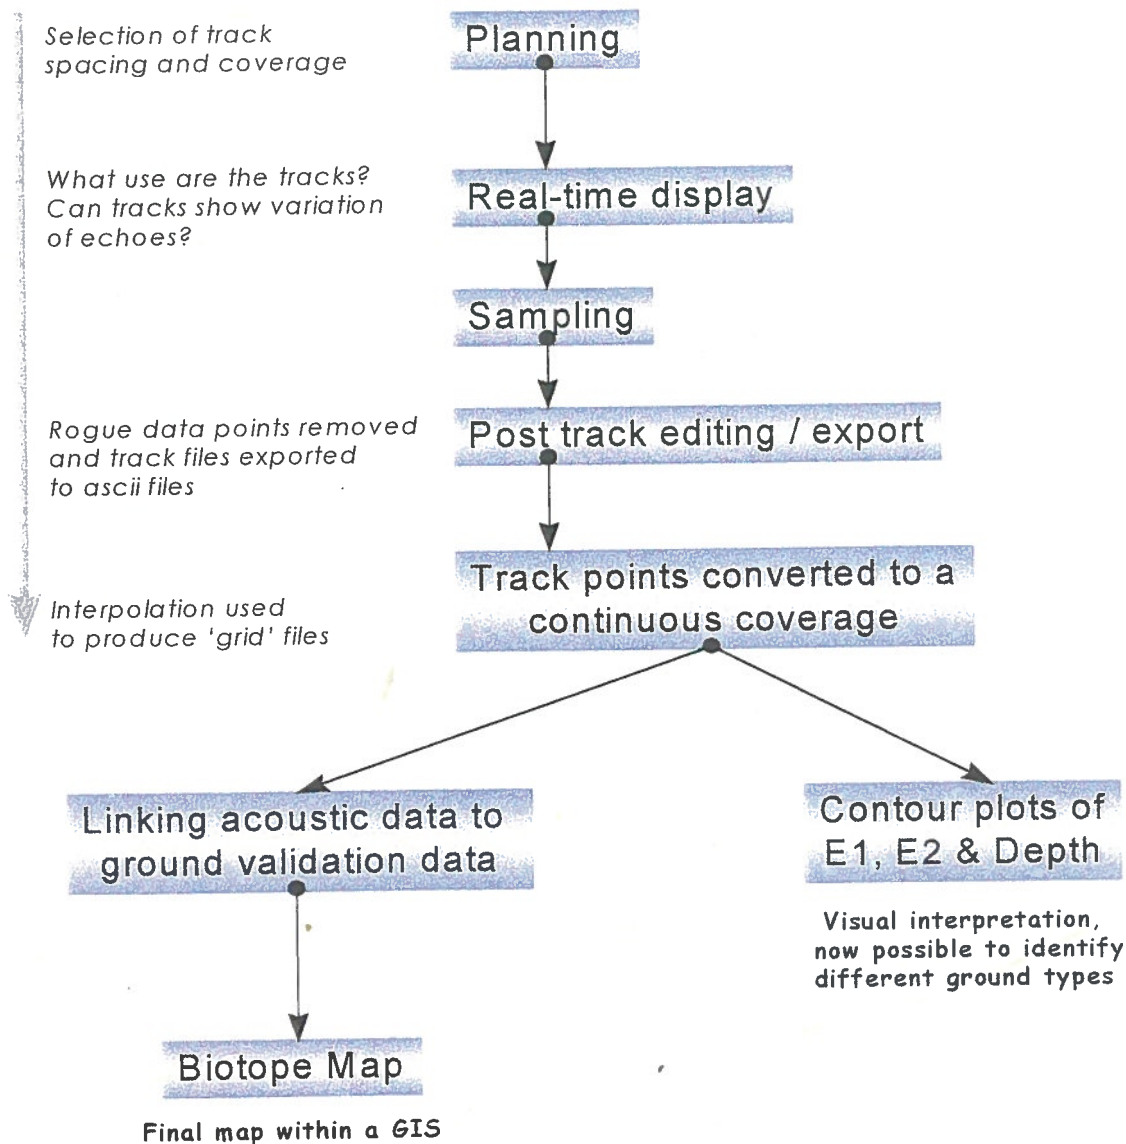 Selection of track
spacing and coverage
Planning
What use are the tracks?
Can tracks show variation
of echoes?
Real-time display
Sampling
Rogue data points removed
and track files exported
to ascii files
Post track editing / export
Interpolation used
to produce 'grid' files
Track points converted to a
continuous coverage
Linking acoustic data to
ground validation data
Contour plots of
E1, E2 & Depth
Visual interpretation,
now possible to identify
different ground types
Biotope Map
Final map within a GIS